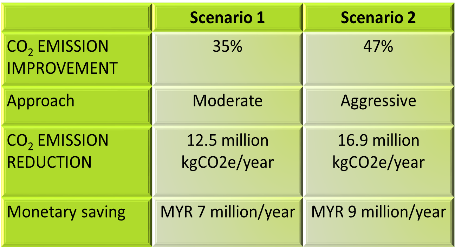 Scenario 1 Scenario 2
CO₂ EMISSION
IMPROVEMENT
35% 47%
Approach Moderate Aggressive
CO₂ EMISSION
REDUCTION
12.5 million
kgCO2e/year
16.9 million
kgCO2e/year
Monetary saving MYR 7 million/year MYR 9 million/year